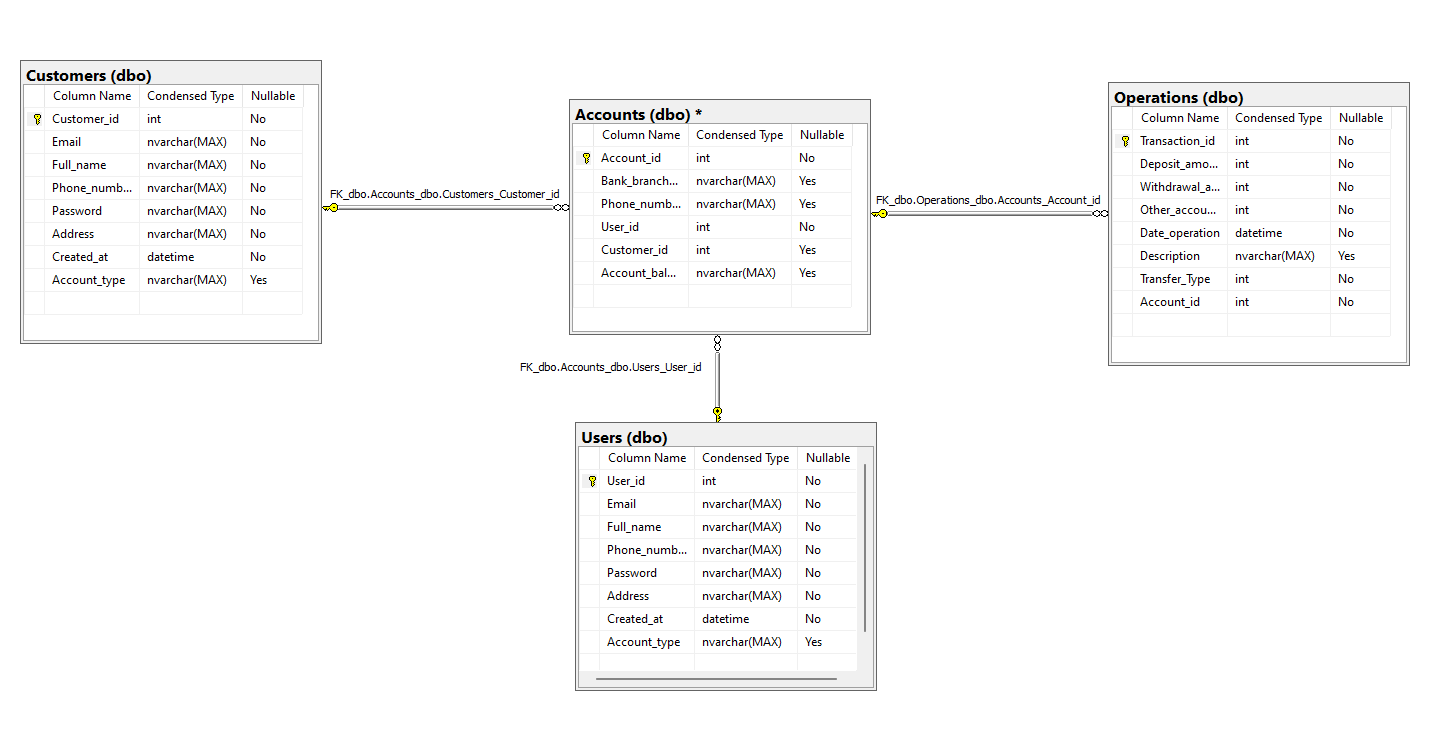 Customers (dbo)
Column Name Condensed Type Nullable
Customer_id int No
Email nvarchar(MAX) No
Full_name nvarchar(MAX) No
Phone_numb... nvarchar(MAX) No
Password nvarchar(MAX) No
Address nvarchar(MAX) No
Created_at datetime No
Account_type nvarchar(MAX) Yes
FK_dbo.Accounts_dbo.Customers_Customer_id
Accounts (dbo) *
Column Name Condensed Type Nullable
Account_id int No
Bank_branch... nvarchar(MAX) Yes
Phone_numb... nvarchar(MAX) Yes
User_id int No
Customer_id int Yes
Account_bal... nvarchar(MAX) Yes
FK_dbo.Operations_dbo.Accounts_Account_id
Operations (dbo)
Column Name Condensed Type Nullable
Transaction_id int No
Deposit_amo... int No
Withdrawal_a... int No
Other_accou... int No
Date_operation datetime No
Description nvarchar(MAX) Yes
Transfer_Type int No
Account_id int No
FK_dbo.Accounts_dbo.Users_User_id
Users (dbo)
Column Name Condensed Type Nullable
User_id int No
Email nvarchar(MAX) No
Full_name nvarchar(MAX) No
Phone_numb... nvarchar(MAX) No
Password nvarchar(MAX) No
Address nvarchar(MAX) No
Created_at datetime No
Account_type nvarchar(MAX) Yes